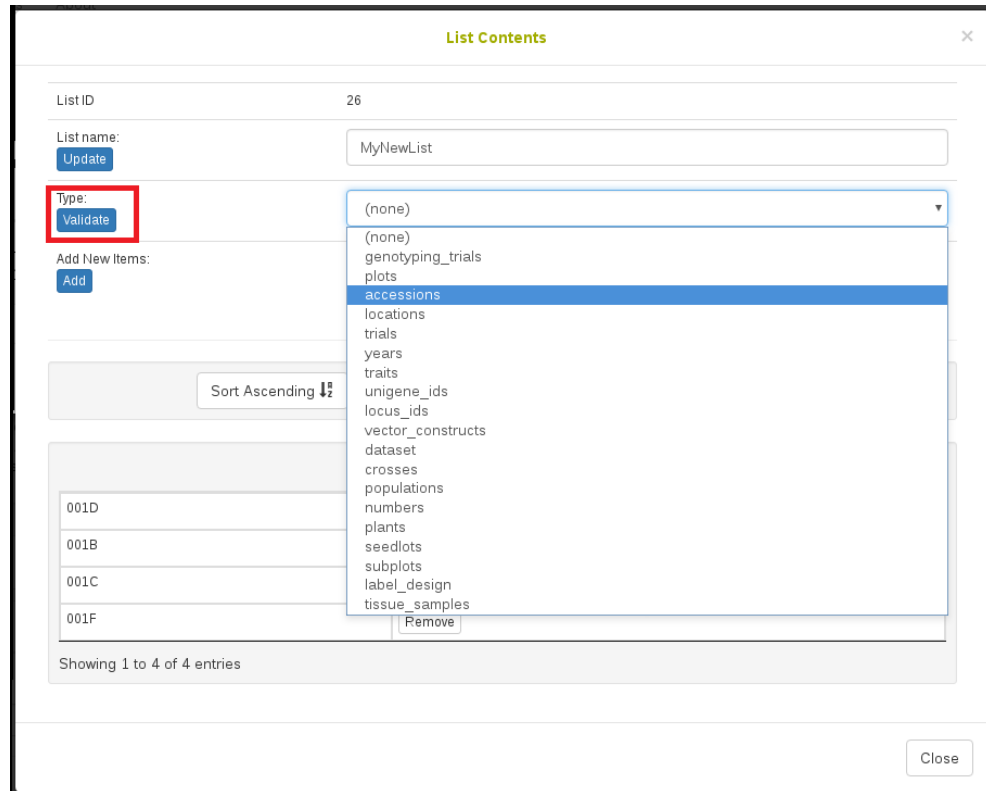 List Contents ×
List ID 26
List name:
Update
MyNewList
Type:
Validate
(none)
(none)
genotyping_trials
plots
accessions
locations
trials
years
traits
unigene_ids
locus_ids
vector_constructs
dataset
crosses
populations
numbers
plants
seedlots
subplots
label_design
tissue_samples
Add New Items:
Add
Sort Ascending
001D
001B
001C
001F Remove
Showing 1 to 4 of 4 entries
Close